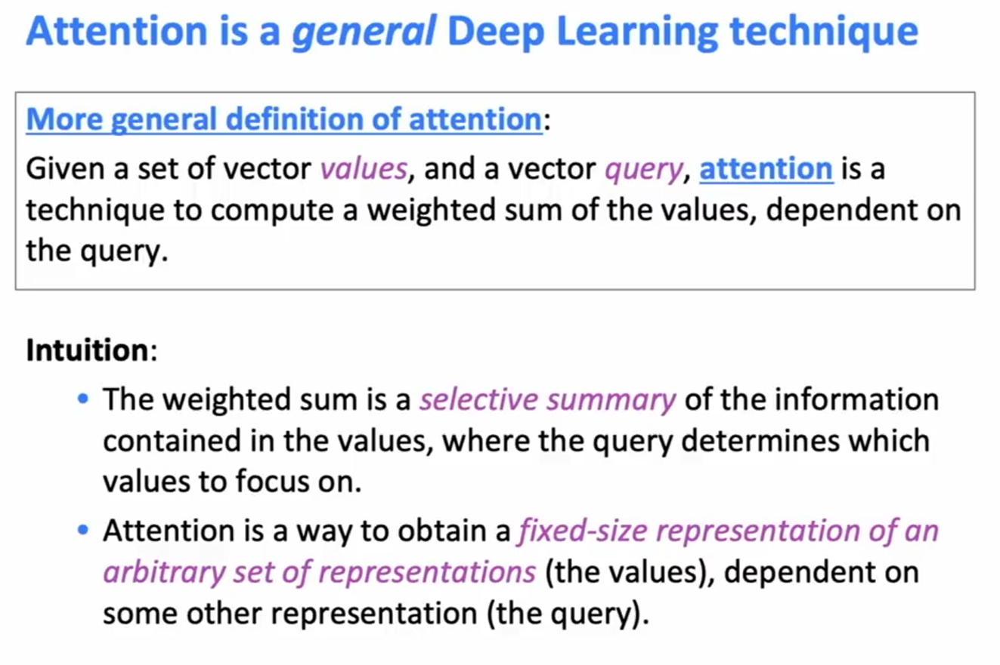 Attention is a general Deep Learning technique
More general definition of attention:
Given a set of vector values, and a vector query, attention is a
technique to compute a weighted sum of the values, dependent on
the query.
Intuition:
• The weighted sum is a selective summary of the information
contained in the values, where the query determines which
values to focus on.
• Attention is a way to obtain a fixed-size representation of an
arbitrary set of representations (the values), dependent on
some other representation (the query).